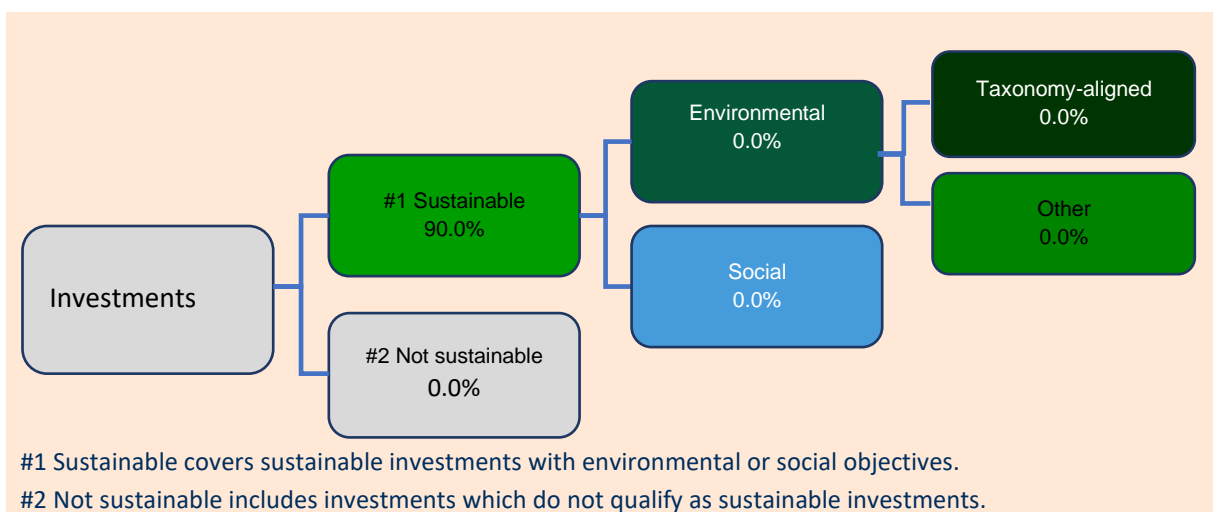 Investments
#1 Sustainable
90.0%
#2 Not sustainable
0.0%
Environmental
0.0%
Social
0.0%
Taxonomy-aligned
0.0%
Other
0.0%
#1 Sustainable covers sustainable investments with environmental or social objectives.
#2 Not sustainable includes investments which do not qualify as sustainable investments.